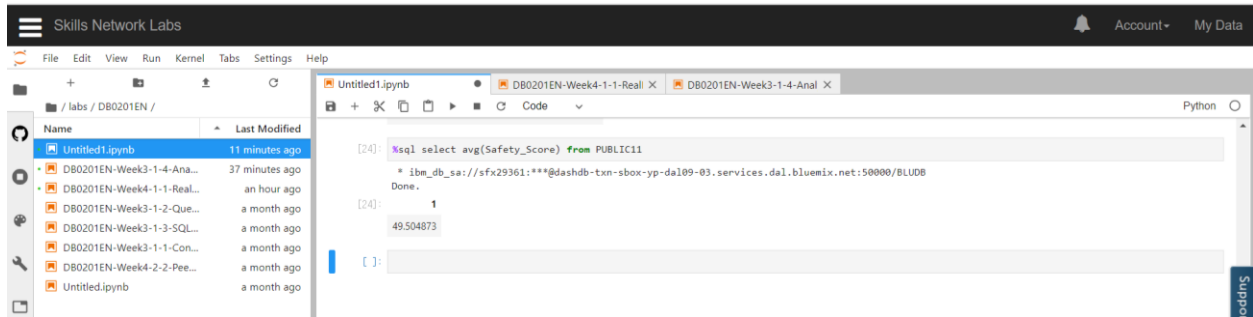 Skills Network Labs
Account
My Data
File Edit View Run Kernel Tabs Settings Help
/ labs / DB0201EN /
Name
Last Modified
Untitled1.ipynb
11 minutes ago
DB0201EN-Week3-1-4-Ana...
37 minutes ago
DB0201EN-Week4-1-1-Real...
an hour ago
DB0201EN-Week3-1-2-Que...
a month ago
DB0201EN-Week3-1-3-SQL...
a month ago
DB0201EN-Week3-1-1-Con...
a month ago
DB0201EN-Week4-2-2-Pee...
a month ago
Untitled.ipynb
a month ago
Untitled1.ipynb
DB0201EN-Week4-1-1-Reall
DB0201EN-Week3-1-4-Anal
Code
Python
[24]: %sql select avg(Safety_Score) from PUBLIC11
* ibm_db_sa://sfx29361:***@dashdb-txn-sbox-yp-dal09-03.services.dal.bluemix.net:50000/BLUDB
Done.
[24]: 1
49.504873
[ ]:
Suppo